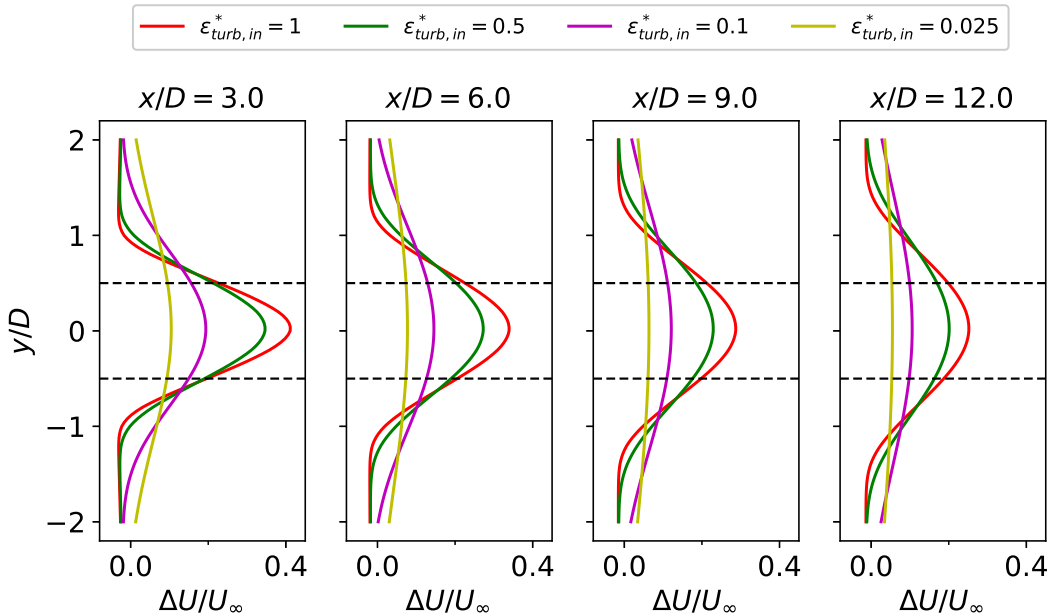 ε*turb, in = 1 ε*turb, in = 0.5 ε*turb, in = 0.1 ε*turb, in = 0.025
x/D = 3.0 x/D = 6.0 x/D = 9.0 x/D = 12.0
2
1
0
−1
−2
y/D
0.0 0.4 0.0 0.4 0.0 0.4 0.0 0.4
ΔU/U∞ ΔU/U∞ ΔU/U∞ ΔU/U∞